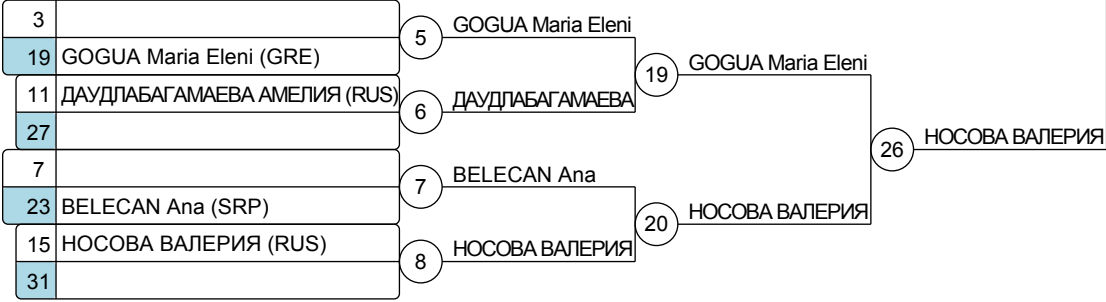 3
19 GOGUA Maria Eleni (GRE)
5
GOGUA Maria Eleni
11 ДАУДЛАБАГАМАЕВА АМЕЛИЯ (RUS)
27
6
ДАУДЛАБАГАМАЕВА
19
GOGUA Maria Eleni
7
23 BELECAN Ana (SRP)
7
BELECAN Ana
15 НОСОВА ВАЛЕРИЯ (RUS)
31
8
НОСОВА ВАЛЕРИЯ
20
НОСОВА ВАЛЕРИЯ
26
НОСОВА ВАЛЕРИЯ